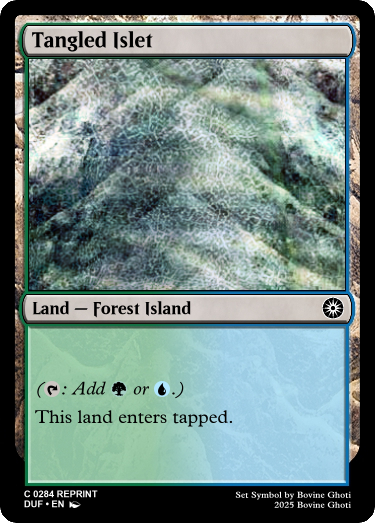 Tangled Islet
Land — Forest Island
(: Add or .)
This land enters tapped.
C 0284 REPRINT
DUF • EN
Set Symbol by Bovine Ghoti
2025 Bovine Ghoti